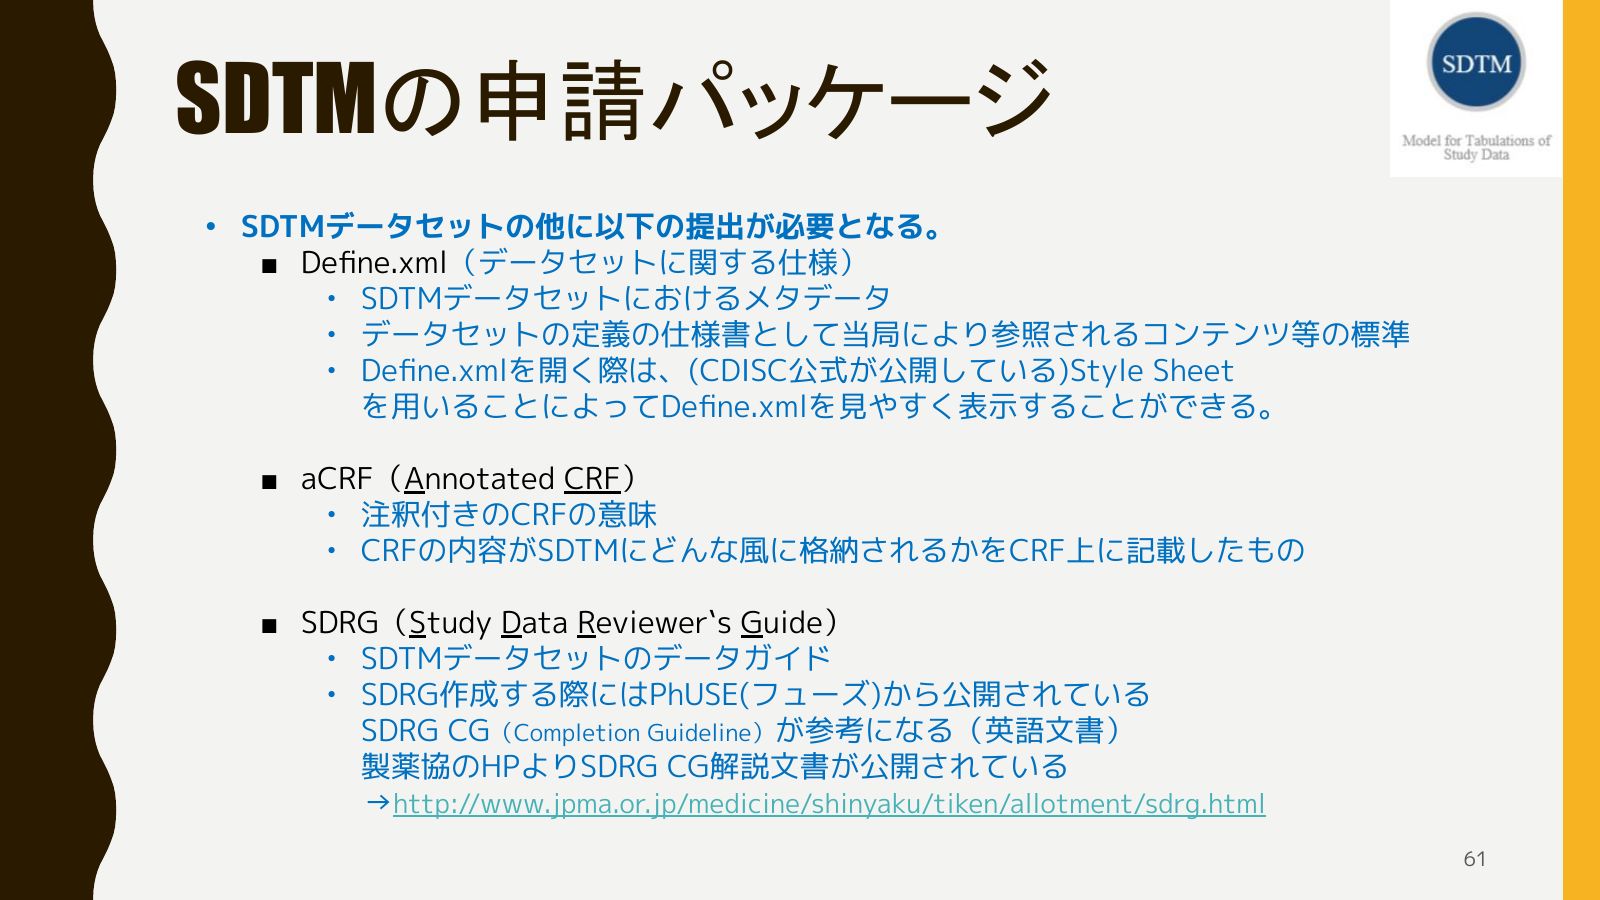 SDTMの申請パッケージ
SDTM
Model for Tabulations of
Study Data
• SDTMデータセットの他に以下の提出が必要となる。
■ Define.xml（データセットに関する仕様）
• SDTMデータセットにおけるメタデータ
• データセットの定義の仕様書として当局により参照されるコンテンツ等の標準
• Define.xmlを開く際は、(CDISC公式が公開している)Style Sheet
を用いることによってDefine.xmlを見やすく表示することができる。
■ aCRF（Annotated CRF）
• 注釈付きのCRFの意味
• CRFの内容がSDTMにどんな風に格納されるかをCRF上に記載したもの
■ SDRG（Study Data Reviewer‵s Guide）
• SDTMデータセットのデータガイド
• SDRG作成する際にはPhUSE(フューズ)から公開されている
SDRG CG（Completion Guideline）が参考になる（英語文書）
製薬協のHPよりSDRG CG解説文書が公開されている
→http://www.jpma.or.jp/medicine/shinyaku/tiken/allotment/sdrg.html
61